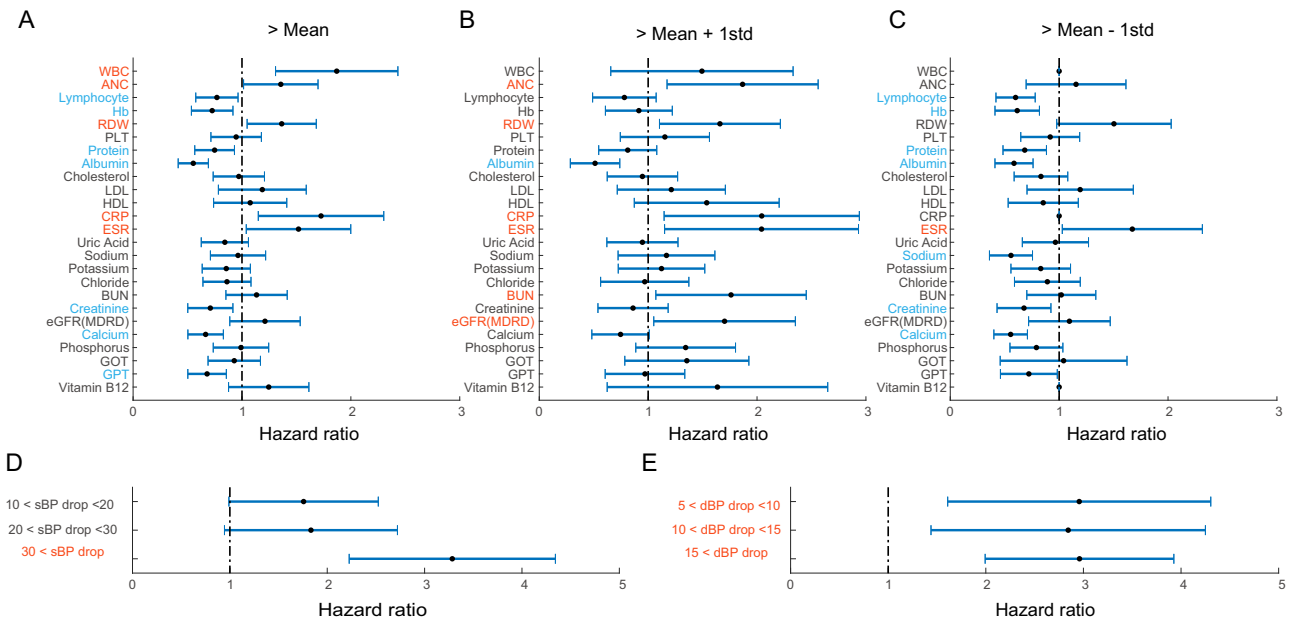 A
> Mean
WBC
ANC
Lymphocyte
Hb
RDW
PLT
Protein
Albumin
Cholesterol
LDL
HDL
CRP
ESR
Uric Acid
Sodium
Potassium
Chloride
BUN
Creatinine
eGFR(MDRD)
Calcium
Phosphorus
GOT
GPT
Vitamin B12
0 1 2 3
Hazard ratio
B
> Mean + 1std
WBC
ANC
Lymphocyte
Hb
RDW
PLT
Protein
Albumin
Cholesterol
LDL
HDL
CRP
ESR
Uric Acid
Sodium
Potassium
Chloride
BUN
Creatinine
eGFR(MDRD)
Calcium
Phosphorus
GOT
GPT
Vitamin B12
0 1 2 3
Hazard ratio
C
> Mean - 1std
WBC
ANC
Lymphocyte
Hb
RDW
PLT
Protein
Albumin
Cholesterol
LDL
HDL
CRP
ESR
Uric Acid
Sodium
Potassium
Chloride
BUN
Creatinine
eGFR(MDRD)
Calcium
Phosphorus
GOT
GPT
Vitamin B12
0 1 2 3
Hazard ratio
D
10 < sBP drop <20
20 < sBP drop <30
30 < sBP drop
0 1 2 3 4 5
Hazard ratio
E
5 < dBP drop <10
10 < dBP drop <15
15 < dBP drop
0 1 2 3 4 5
Hazard ratio